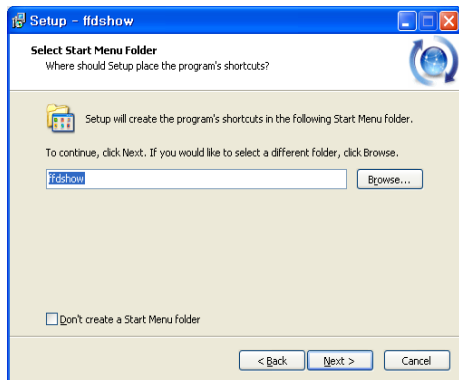 Setup - ffdshow
Select Start Menu Folder
Where should Setup place the program's shortcuts?
Setup will create the program's shortcuts in the following Start Menu folder.
To continue, click Next. If you would like to select a different folder, click Browse.
ffdshow
Browse...
Don't create a Start Menu folder
< Back
Next >
Cancel